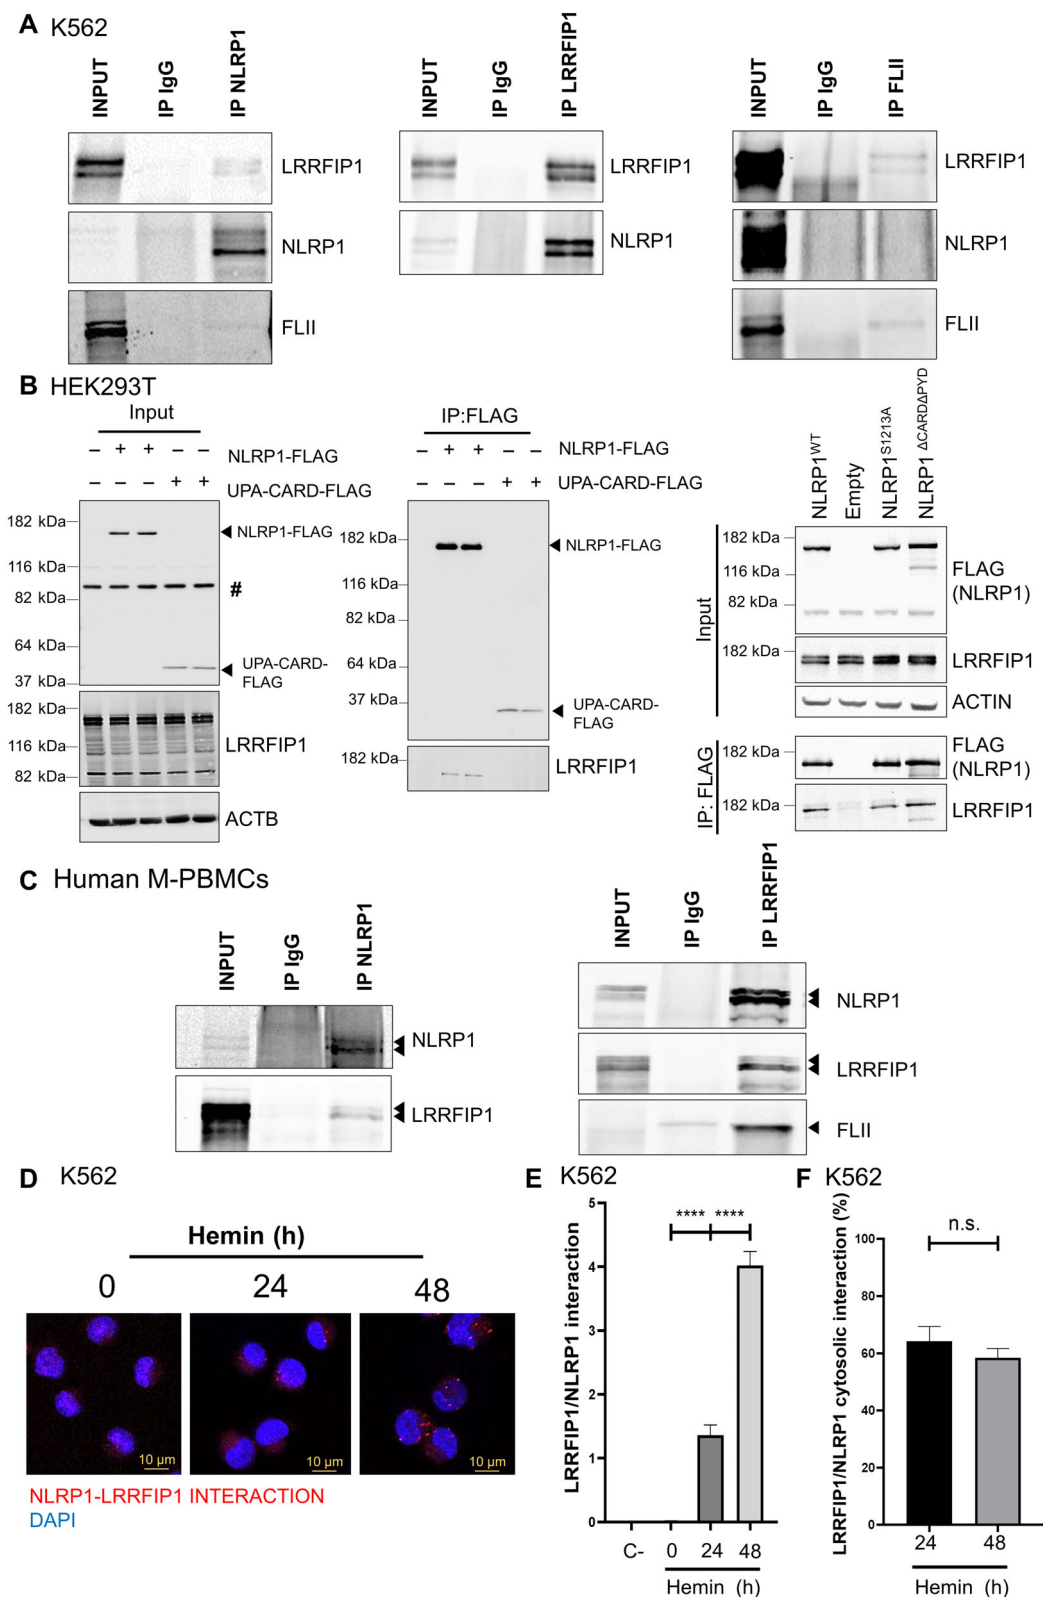 A K562
INPUT
IP IgG
IP NLRP1
LRRFIP1
NLRP1
FLII
INPUT
IP IgG
IP LRRFIP1
LRRFIP1
NLRP1
INPUT
IP IgG
IP FLII
LRRFIP1
NLRP1
FLII
B HEK293T
Input
– + + – – NLRP1-FLAG
– – – + + UPA-CARD-FLAG
182 kDa
NLRP1-FLAG
116 kDa
82 kDa
#
64 kDa
UPA-CARD-
FLAG
37 kDa
182 kDa
116 kDa
82 kDa
LRRFIP1
ACTB
IP:FLAG
– + + – – NLRP1-FLAG
– – – + + UPA-CARD-FLAG
182 kDa
NLRP1-FLAG
116 kDa
82 kDa
64 kDa
37 kDa
UPA-CARD-
FLAG
182 kDa
LRRFIP1
NLRP1WT
Empty
NLRP1S1213A
NLRP1ΔCARDΔPYD
Input
182 kDa
116 kDa
82 kDa
FLAG
(NLRP1)
182 kDa
LRRFIP1
ACTIN
IP: FLAG
182 kDa
FLAG
(NLRP1)
182 kDa
LRRFIP1
C Human M-PBMCs
INPUT
IP IgG
IP NLRP1
NLRP1
LRRFIP1
INPUT
IP IgG
IP LRRFIP1
NLRP1
LRRFIP1
FLII
D K562
Hemin (h)
0 24 48
10 µm 10 µm 10 µm
NLRP1-LRRFIP1 INTERACTION
DAPI
E K562
LRRFIP1/NLRP1 interaction
5
4
3
2
1
0
**** ****
C- 0 24 48
Hemin (h)
F K562
LRRFIP1/NLRP1 cytosolic interaction (%)
100
80
60
40
20
0
n.s.
24 48
Hemin (h)